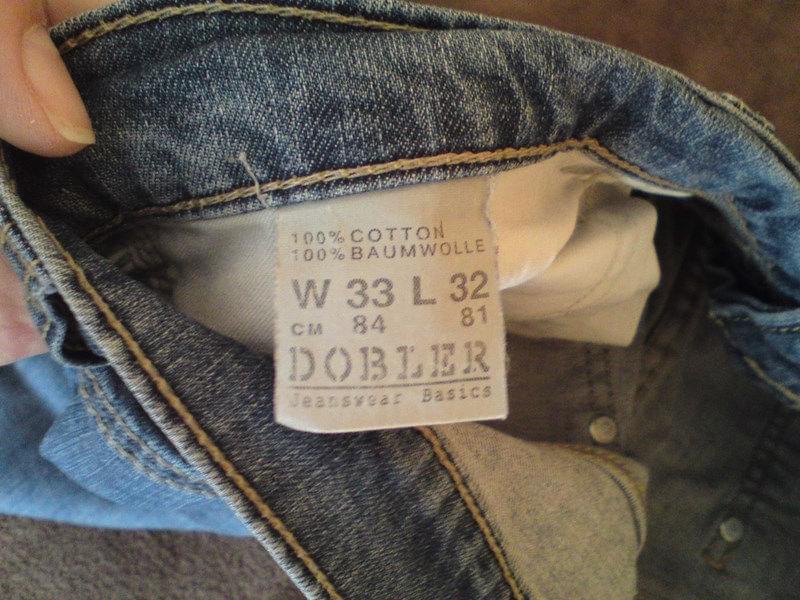 100% COTTON
100% BAUMWOLLE
W 33 L 32
CM 84 81
DOBLER
Jeanswear Basics